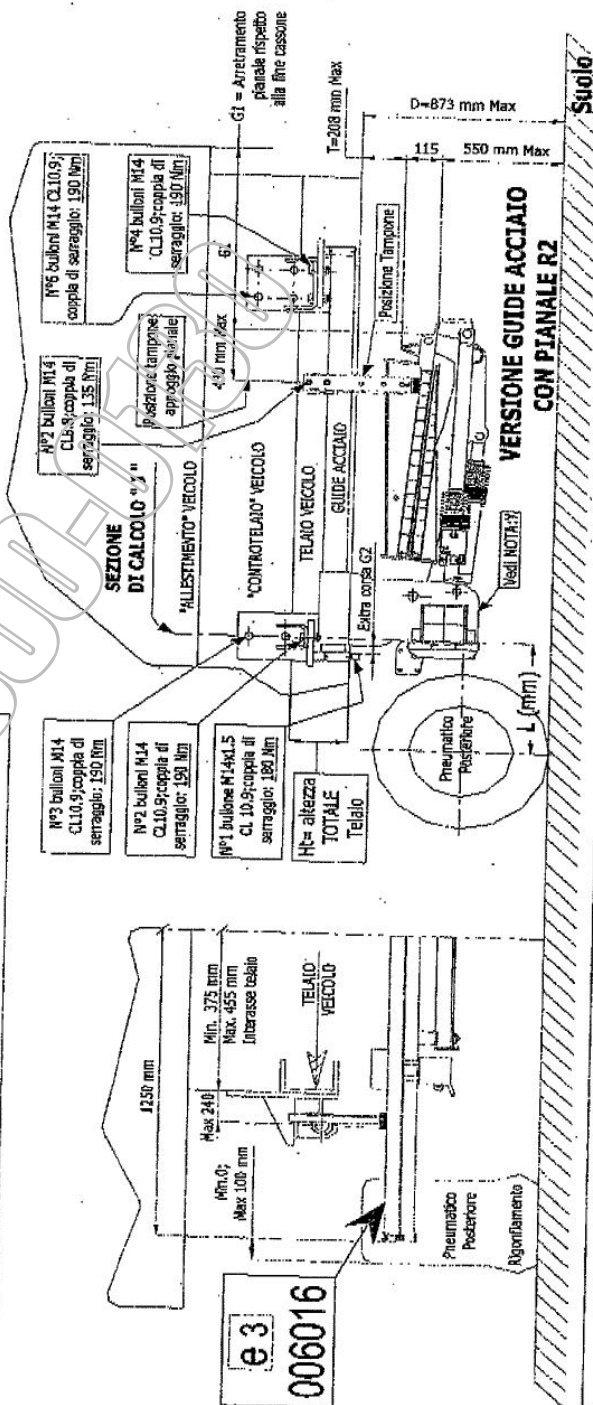 G1 = Arretramento
pianale rispetto
alla fine cassone
N°6 bulloni M14 CL10.9;
coppia di serraggio: 190 Nm
N°4 bulloni M14
CL10.9;coppia di
serraggio: 190 Nm
N°2 bulloni M14
CL8.8;coppia di
serraggio: 135 Nm
posizione tampone
appoggio pianale
G1
SEZIONE
DI CALCOLO "X"
"ALLESTIMENTO" VEICOLO
"CONTROTELAIO" VEICOLO
TELAIO VEICOLO
GUIDE ACCIAIO
Extra corsa G2
Posizione Tampone
T=208 mm Max
D=873 mm Max
115
550 mm Max
Suolo
VERSIONE GUIDE ACCIAIO
CON PIANALE R2
Vedi NOTA:Y
N°3 bulloni M14
CL10.9;coppia di
serraggio: 190 Nm
N°2 bulloni M14
CL10.9;coppia di
serraggio: 190 Nm
N°1 bullone M14x1.5
CL 10.9;coppia di
serraggio: 180 Nm
Ht= altezza
TOTALE
Telaio
Pneumatico
Posteriore
L (mm)
1250 mm
Min. 375 mm
Max. 455 mm
Interasse telaio
Max 240
Min.0;
Max 100 mm
TELAIO
VEICOLO
Pneumatico
Posteriore
Rigonfiamento
e 3
006016